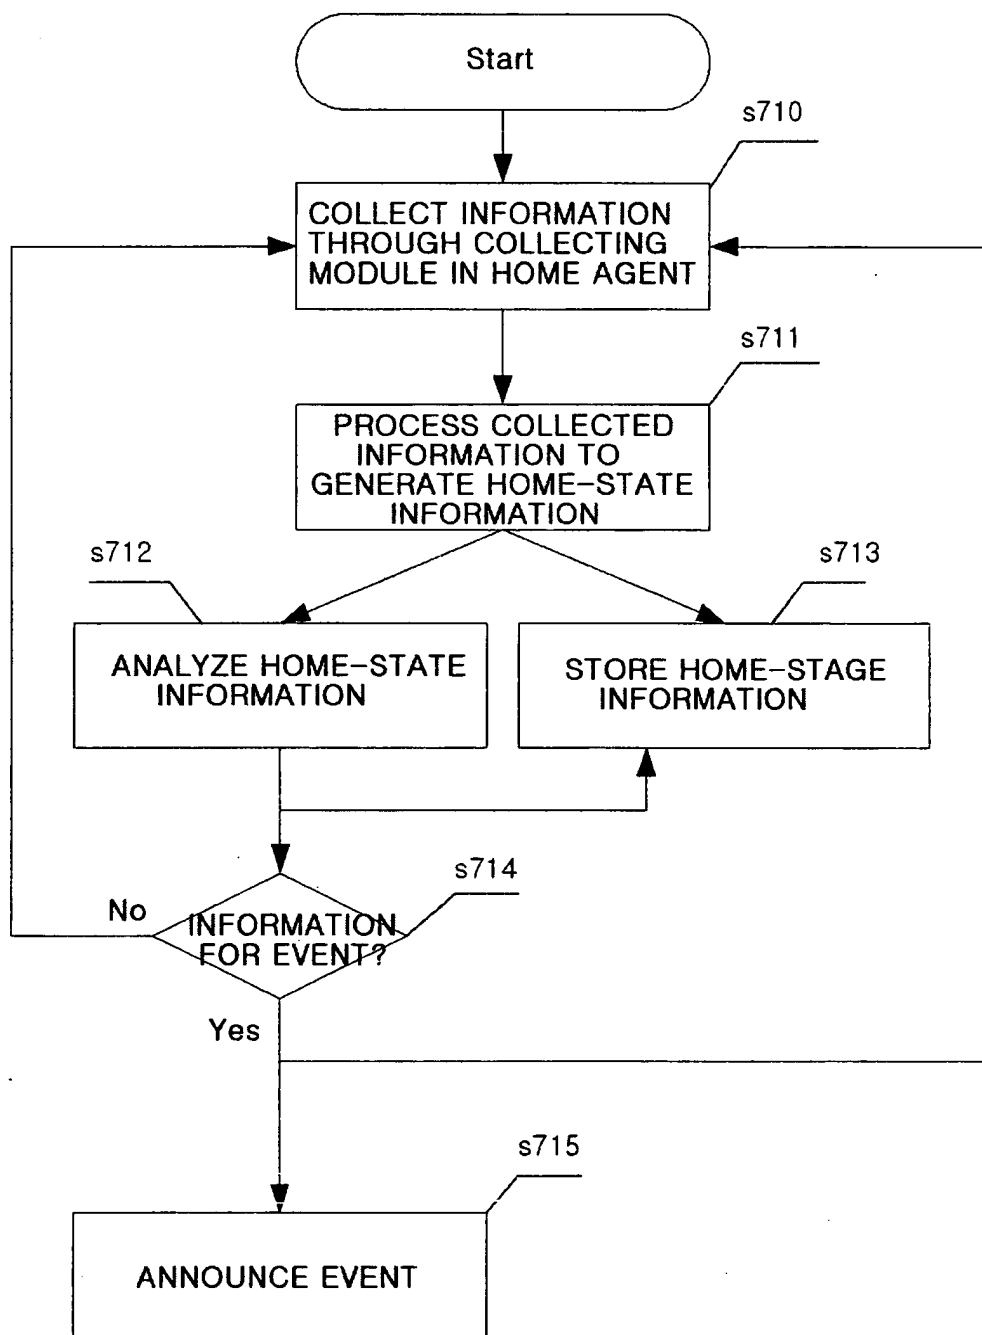 Start
s710
COLLECT INFORMATION
THROUGH COLLECTING
MODULE IN HOME AGENT
s711
PROCESS COLLECTED
INFORMATION TO
GENERATE HOME-STATE
INFORMATION
s712
s713
ANALYZE HOME-STATE
INFORMATION
STORE HOME-STAGE
INFORMATION
s714
No
INFORMATION
FOR EVENT?
Yes
s715
ANNOUNCE EVENT